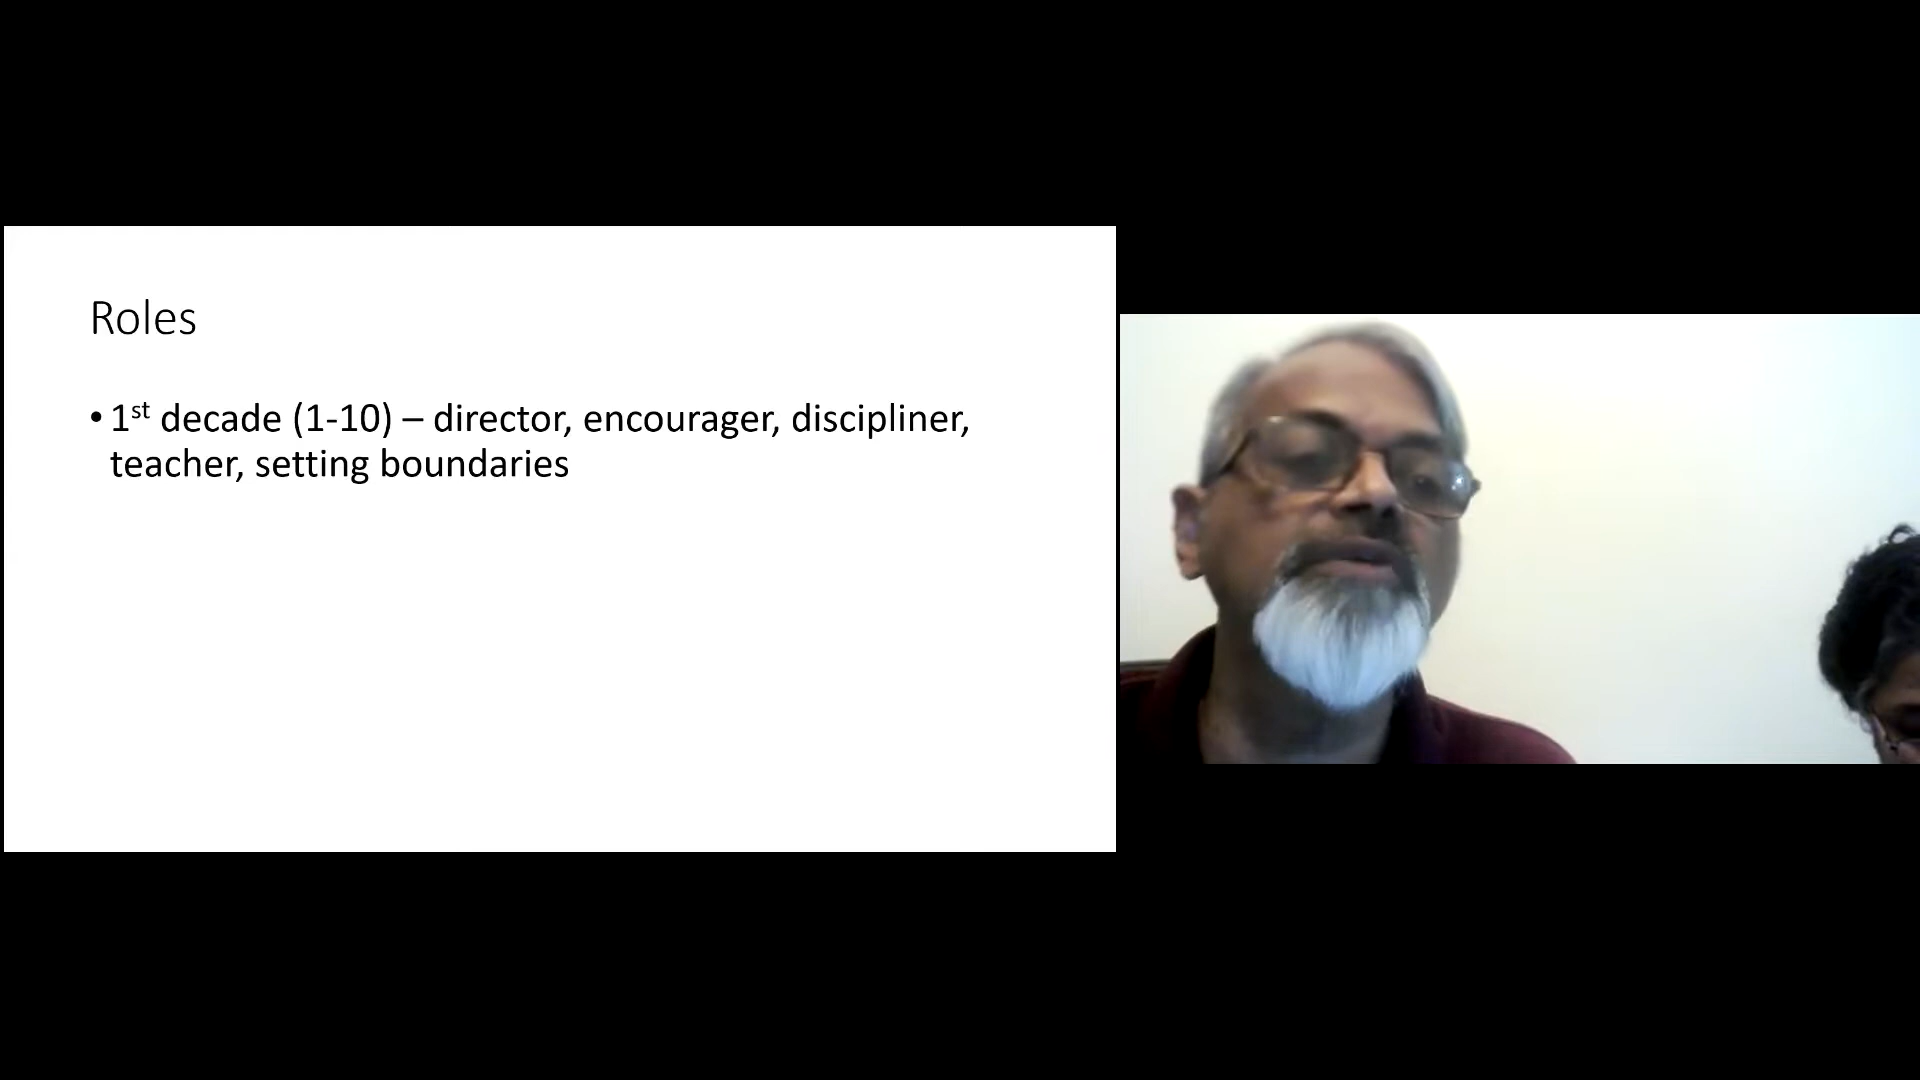 Roles
• 1st decade (1-10) – director, encourager, discipliner,
teacher, setting boundaries